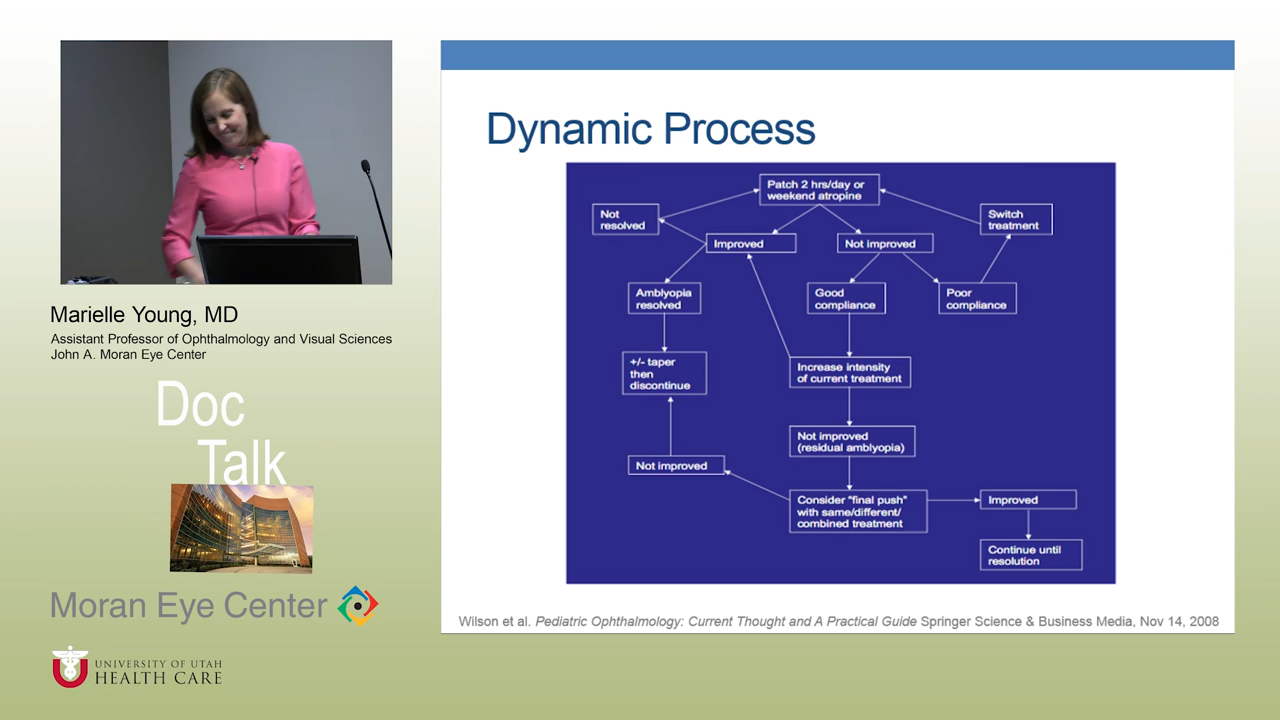 Marielle Young, MD
Assistant Professor of Ophthalmology and Visual Sciences
John A. Moran Eye Center
Doc
Talk
Moran Eye Center
UNIVERSITY OF UTAH
HEALTH CARE
U
Dynamic Process
Patch 2 hrs/day or
weekend atropine
Not
resolved
Switch
treatment
Improved
Not improved
Amblyopia
resolved
Good
compliance
Poor
compliance
+/- taper
then
discontinue
Increase intensity
of current treatment
Not improved
(residual amblyopia)
Not improved
Consider "final push"
with same/different/
combined treatment
Improved
Continue until
resolution
Wilson et al. Pediatric Ophthalmology: Current Thought and A Practical Guide Springer Science & Business Media, Nov 14, 2008